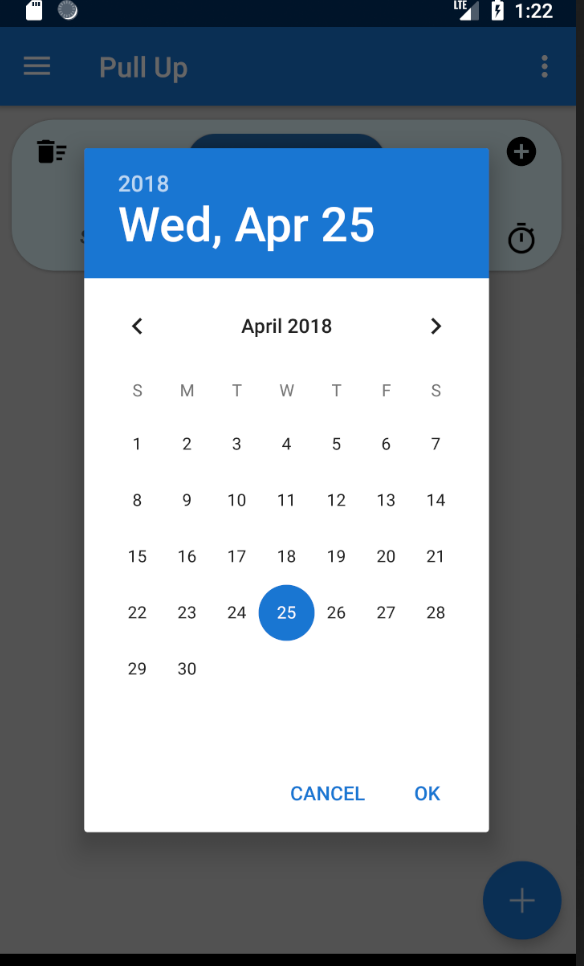 LTE 1:22
Pull Up
2018
Wed, Apr 25
April 2018
S M T W T F S
1 2 3 4 5 6 7
8 9 10 11 12 13 14
15 16 17 18 19 20 21
22 23 24 25 26 27 28
29 30
CANCEL OK